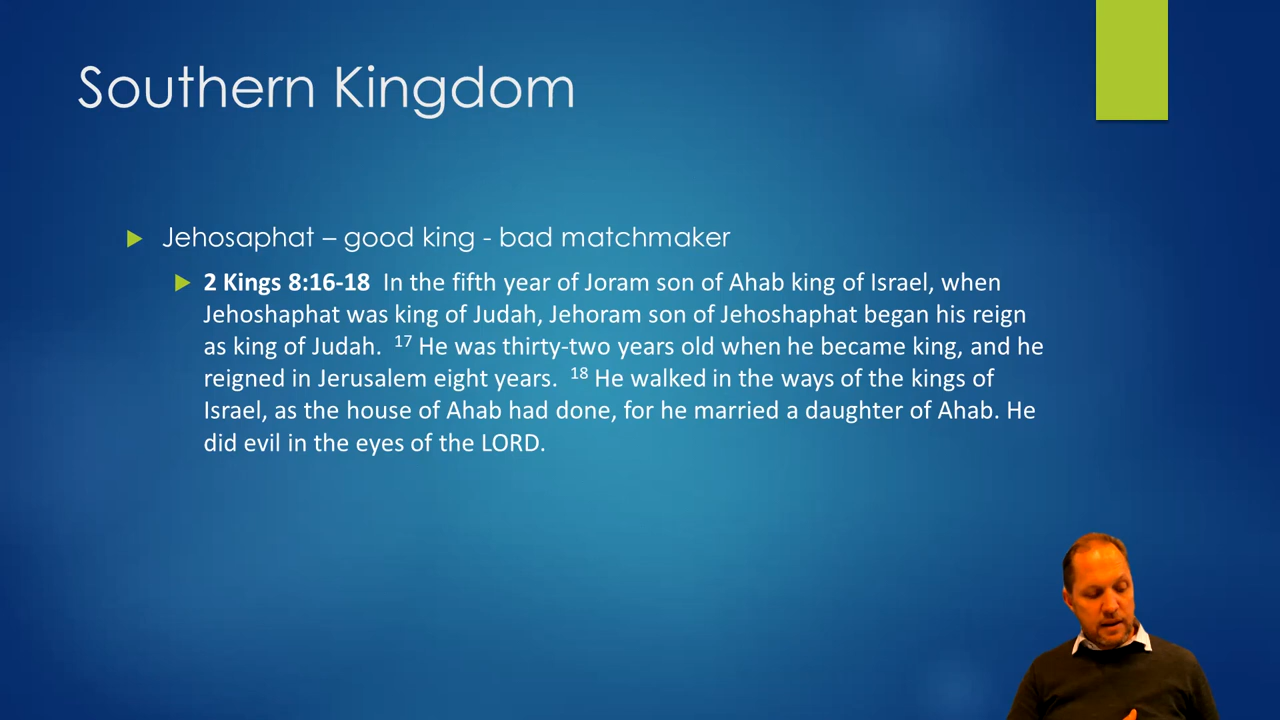 Southern Kingdom
Jehosaphat – good king - bad matchmaker
2 Kings 8:16-18 In the fifth year of Joram son of Ahab king of Israel, when
Jehoshaphat was king of Judah, Jehoram son of Jehoshaphat began his reign
as king of Judah. 17 He was thirty-two years old when he became king, and he
reigned in Jerusalem eight years. 18 He walked in the ways of the kings of
Israel, as the house of Ahab had done, for he married a daughter of Ahab. He
did evil in the eyes of the LORD.